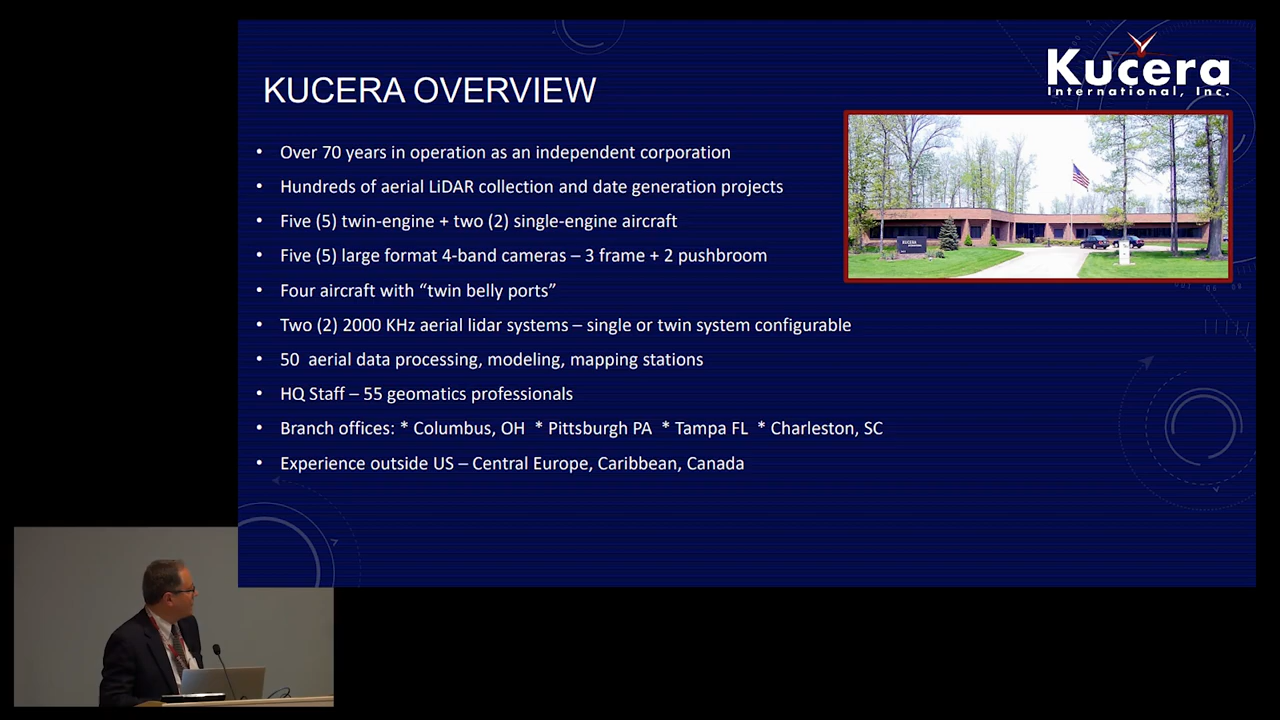 Kucera
International, Inc.
KUCERA OVERVIEW
• Over 70 years in operation as an independent corporation
• Hundreds of aerial LiDAR collection and date generation projects
• Five (5) twin-engine + two (2) single-engine aircraft
• Five (5) large format 4-band cameras – 3 frame + 2 pushbroom
• Four aircraft with “twin belly ports”
• Two (2) 2000 KHz aerial lidar systems – single or twin system configurable
• 50  aerial data processing, modeling, mapping stations
• HQ Staff – 55 geomatics professionals
• Branch offices: * Columbus, OH  * Pittsburgh PA  * Tampa FL  * Charleston, SC
• Experience outside US – Central Europe, Caribbean, Canada
KUCERA